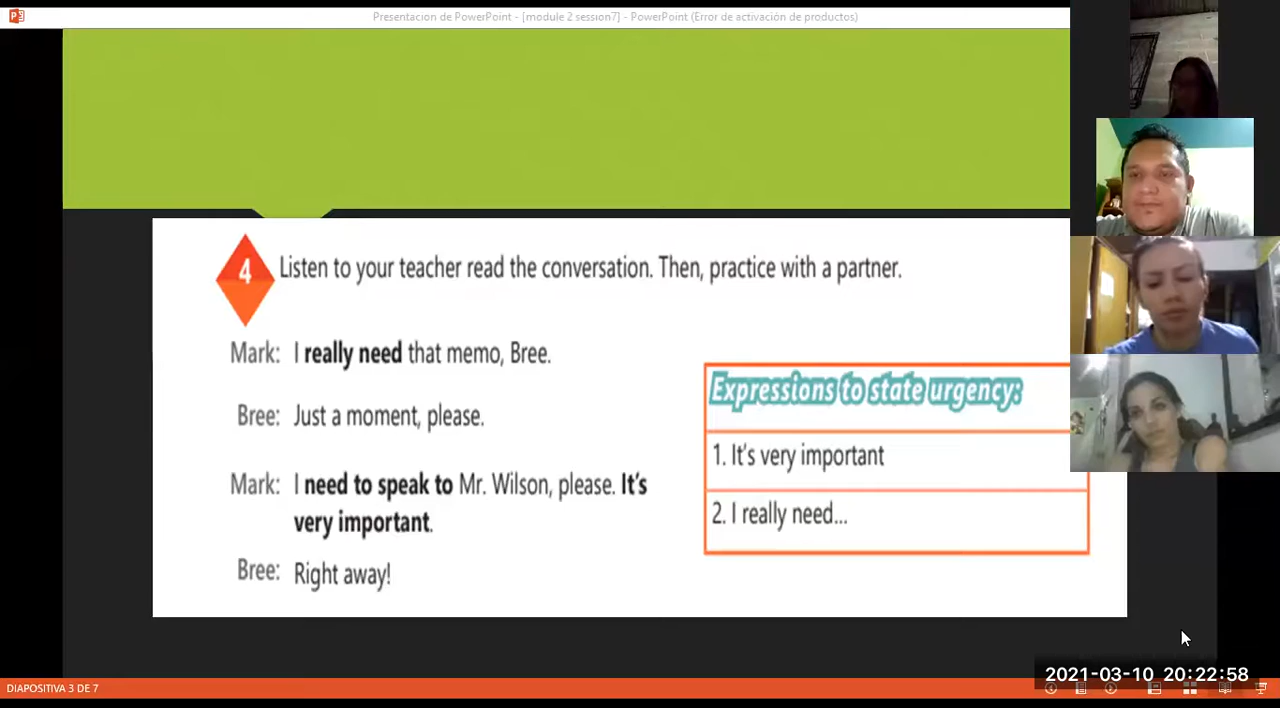 Presentación de PowerPoint - [module 2 session7] - PowerPoint (Error de activación de productos)
4
Listen to your teacher read the conversation. Then, practice with a partner.
Mark: I really need that memo, Bree.
Bree: Just a moment, please.
Mark: I need to speak to Mr. Wilson, please. It's
very important.
Bree: Right away!
Expressions to state urgency:
1. It's very important
2. I really need...
2021-03-10 20:22:58
DIAPOSITIVA 3 DE 7